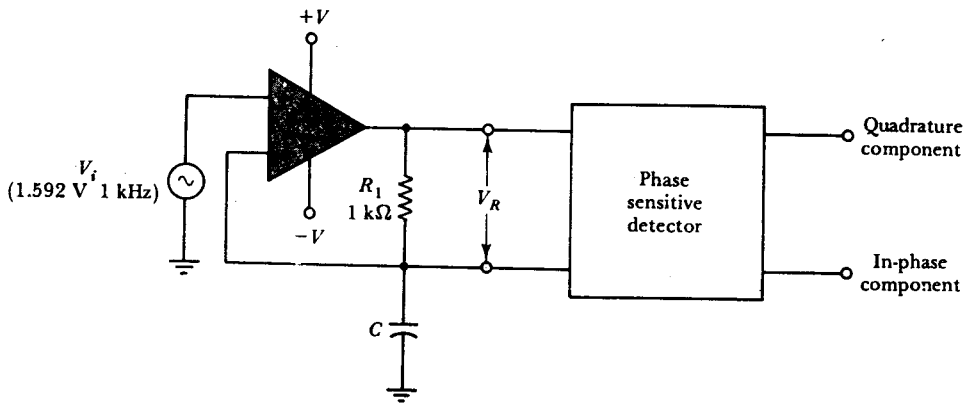 +V
V_i
(1.592 V 1 kHz)
−V
R_1
1 kΩ
V_R
C
Phase
sensitive
detector
Quadrature
component
In-phase
component